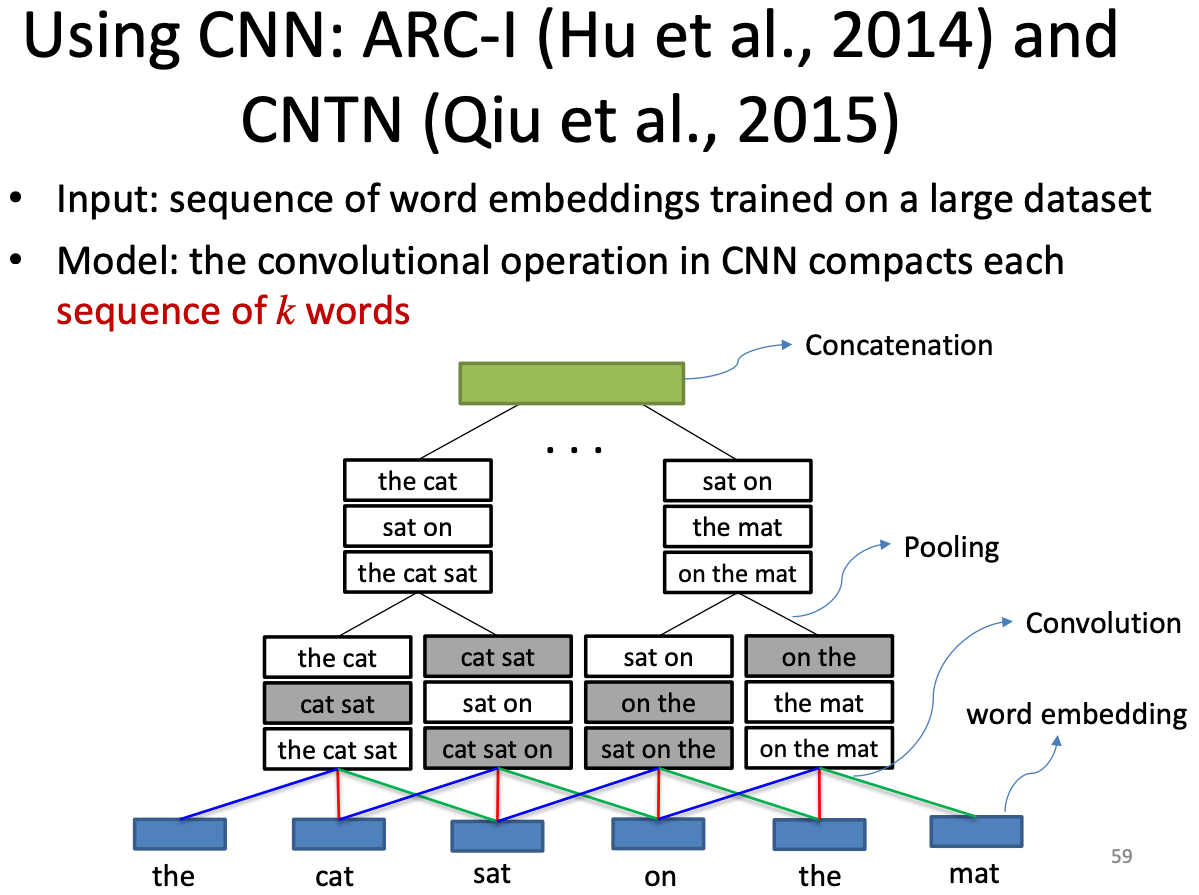 Using CNN: ARC-I (Hu et al., 2014) and
CNTN (Qiu et al., 2015)
• Input: sequence of word embeddings trained on a large dataset
• Model: the convolutional operation in CNN compacts each
sequence of k words
Concatenation
. . .
the cat
sat on
the cat sat
sat on
the mat
on the mat
Pooling
Convolution
word embedding
the cat
cat sat
the cat sat
cat sat
sat on
cat sat on
sat on
on the
sat on the
on the
the mat
on the mat
the
cat
sat
on
the
mat
59